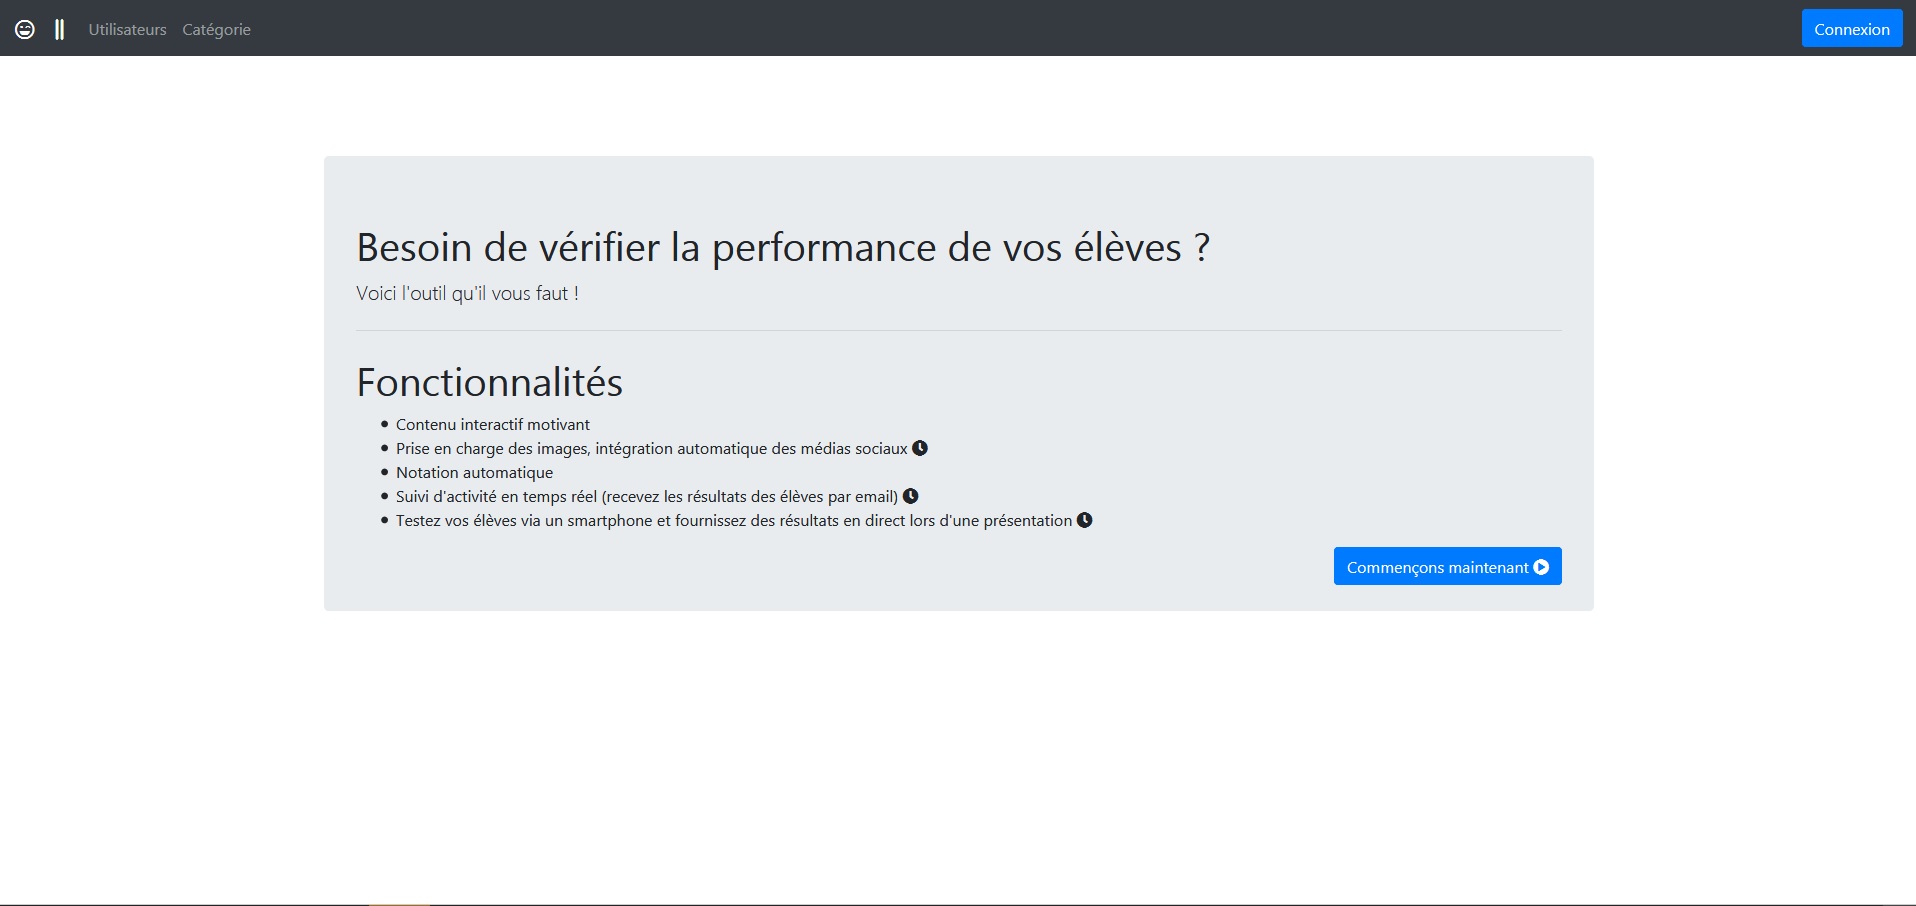 Utilisateurs Catégorie Connexion
Besoin de vérifier la performance de vos élèves ?
Voici l'outil qu'il vous faut !
Fonctionnalités
• Contenu interactif motivant
• Prise en charge des images, intégration automatique des médias sociaux
• Notation automatique
• Suivi d'activité en temps réel (recevez les résultats des élèves par email)
• Testez vos élèves via un smartphone et fournissez des résultats en direct lors d'une présentation
Commençons maintenant